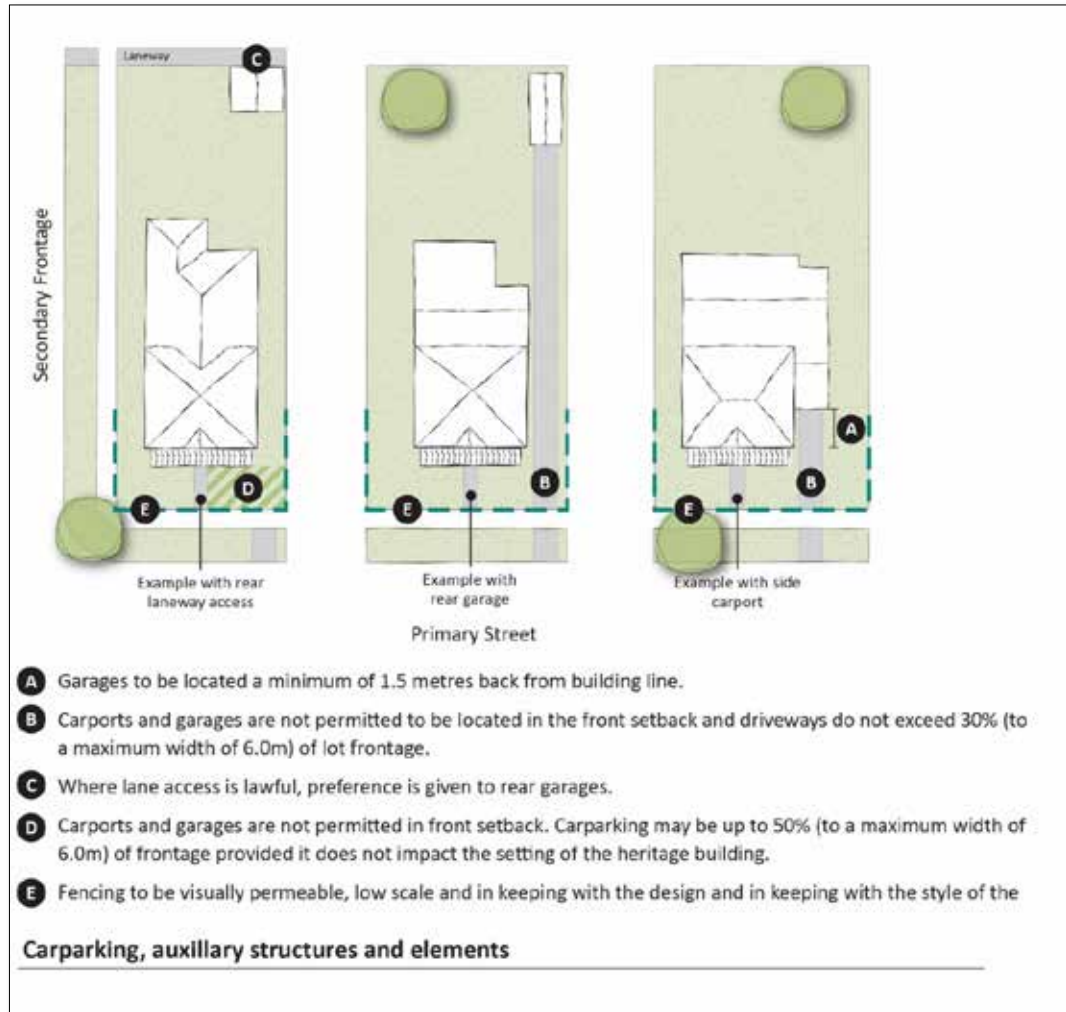 Laneway
C
Secondary Frontage
A
D
B
B
E
E
E
Example with rear
laneway access
Example with
rear garage
Example with side
carport
Primary Street
A Garages to be located a minimum of 1.5 metres back from building line.
B Carports and garages are not permitted to be located in the front setback and driveways do not exceed 30% (to
a maximum width of 6.0m) of lot frontage.
C Where lane access is lawful, preference is given to rear garages.
D Carports and garages are not permitted in front setback. Carparking may be up to 50% (to a maximum width of
6.0m) of frontage provided it does not impact the setting of the heritage building.
E Fencing to be visually permeable, low scale and in keeping with the design and in keeping with the style of the
Carparking, auxillary structures and elements